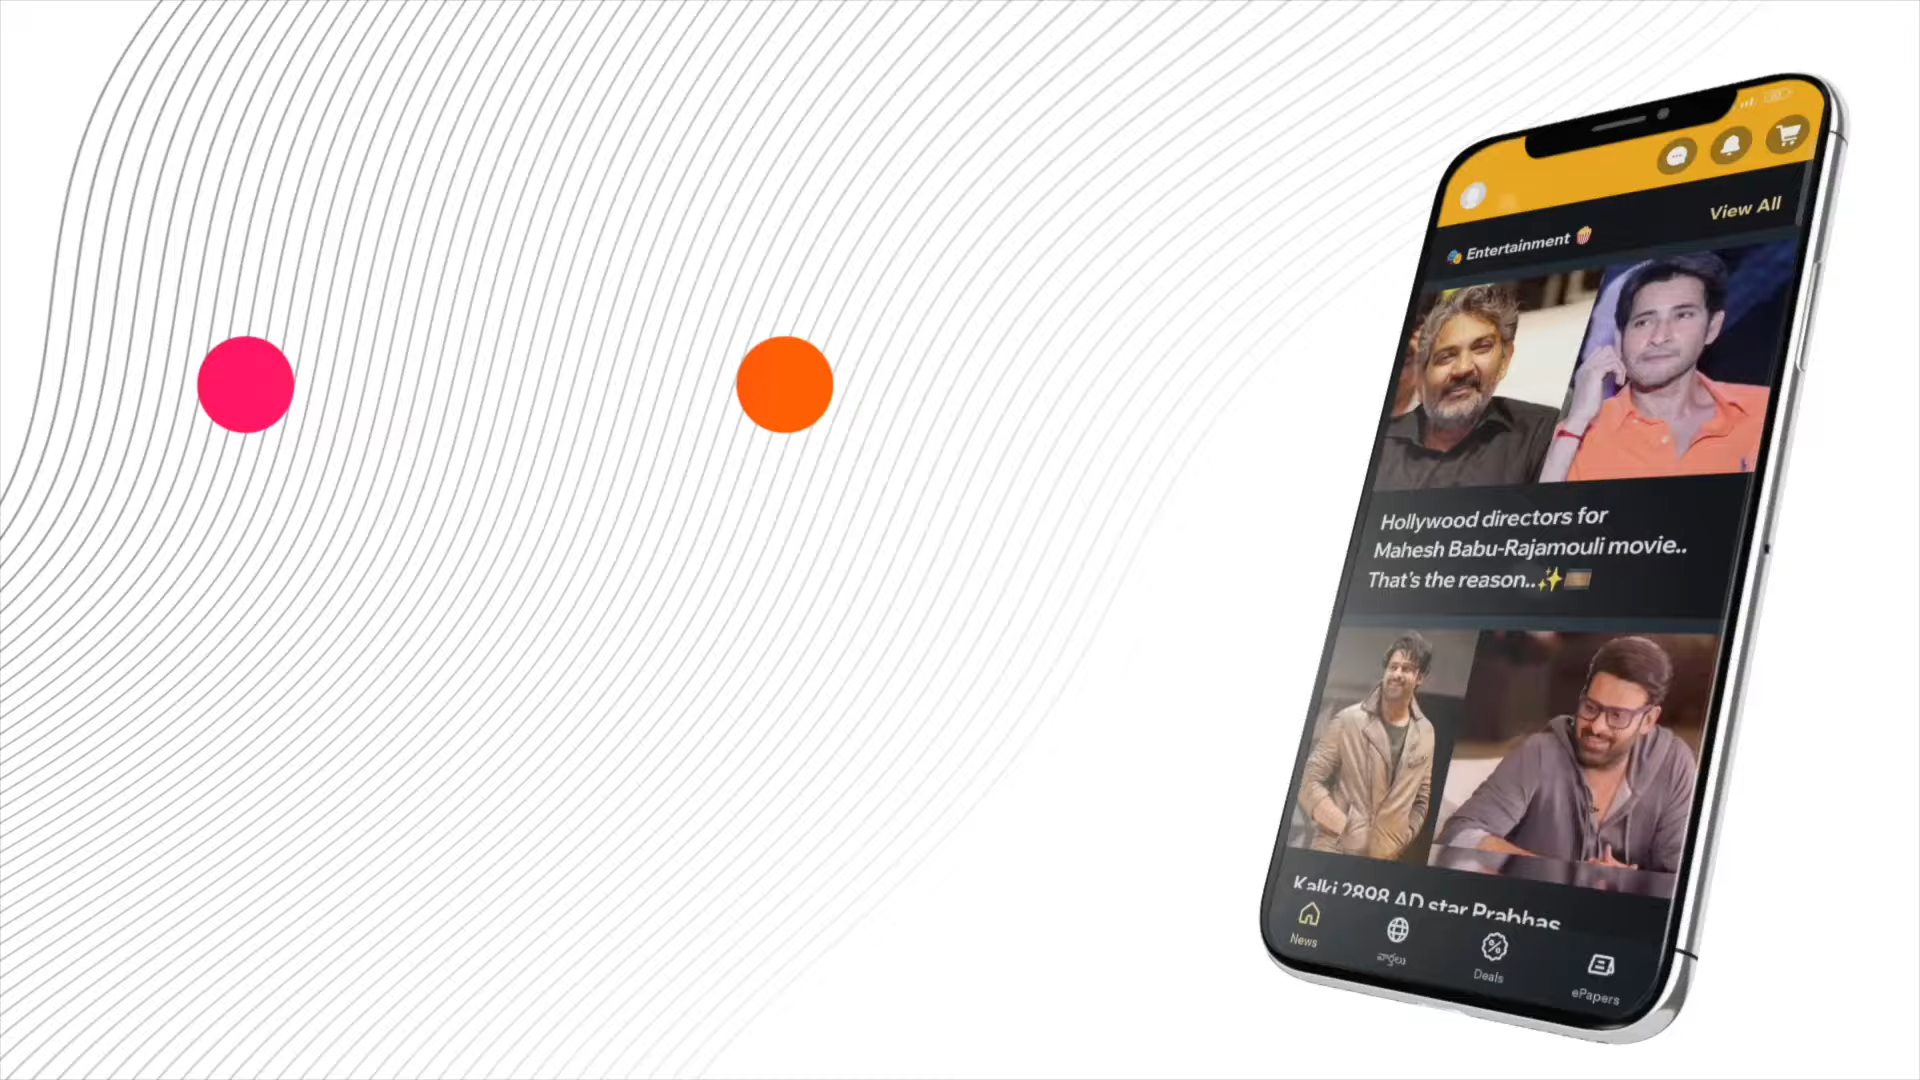 View All
🎭 Entertainment 🍿
Hollywood directors for
Mahesh Babu-Rajamouli movie..
That's the reason..✨🎞️
Kalki 2898 AD star Prabhas
News
వార్తలు
Deals
ePapers